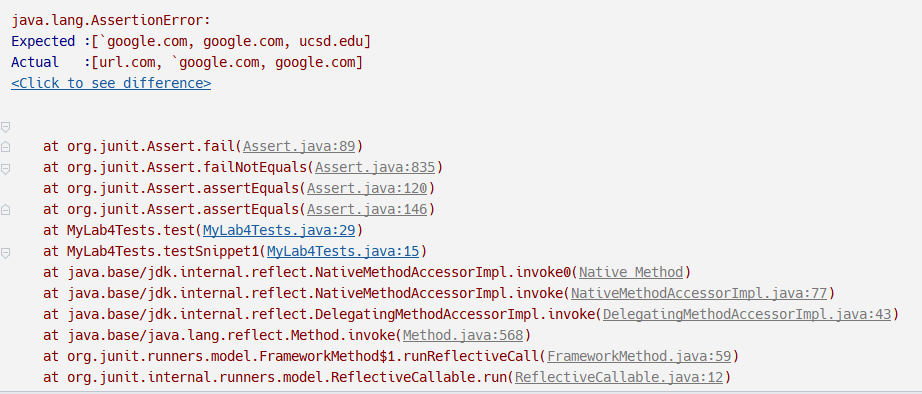 java.lang.AssertionError:
Expected :[`google.com, google.com, ucsd.edu]
Actual   :[url.com, `google.com, google.com]
<Click to see difference>
at org.junit.Assert.fail(Assert.java:89)
at org.junit.Assert.failNotEquals(Assert.java:835)
at org.junit.Assert.assertEquals(Assert.java:120)
at org.junit.Assert.assertEquals(Assert.java:146)
at MyLab4Tests.test(MyLab4Tests.java:29)
at MyLab4Tests.testSnippet1(MyLab4Tests.java:15)
at java.base/jdk.internal.reflect.NativeMethodAccessorImpl.invoke0(Native Method)
at java.base/jdk.internal.reflect.NativeMethodAccessorImpl.invoke(NativeMethodAccessorImpl.java:77)
at java.base/jdk.internal.reflect.DelegatingMethodAccessorImpl.invoke(DelegatingMethodAccessorImpl.java:43)
at java.base/java.lang.reflect.Method.invoke(Method.java:568)
at org.junit.runners.model.FrameworkMethod$1.runReflectiveCall(FrameworkMethod.java:59)
at org.junit.internal.runners.model.ReflectiveCallable.run(ReflectiveCallable.java:12)